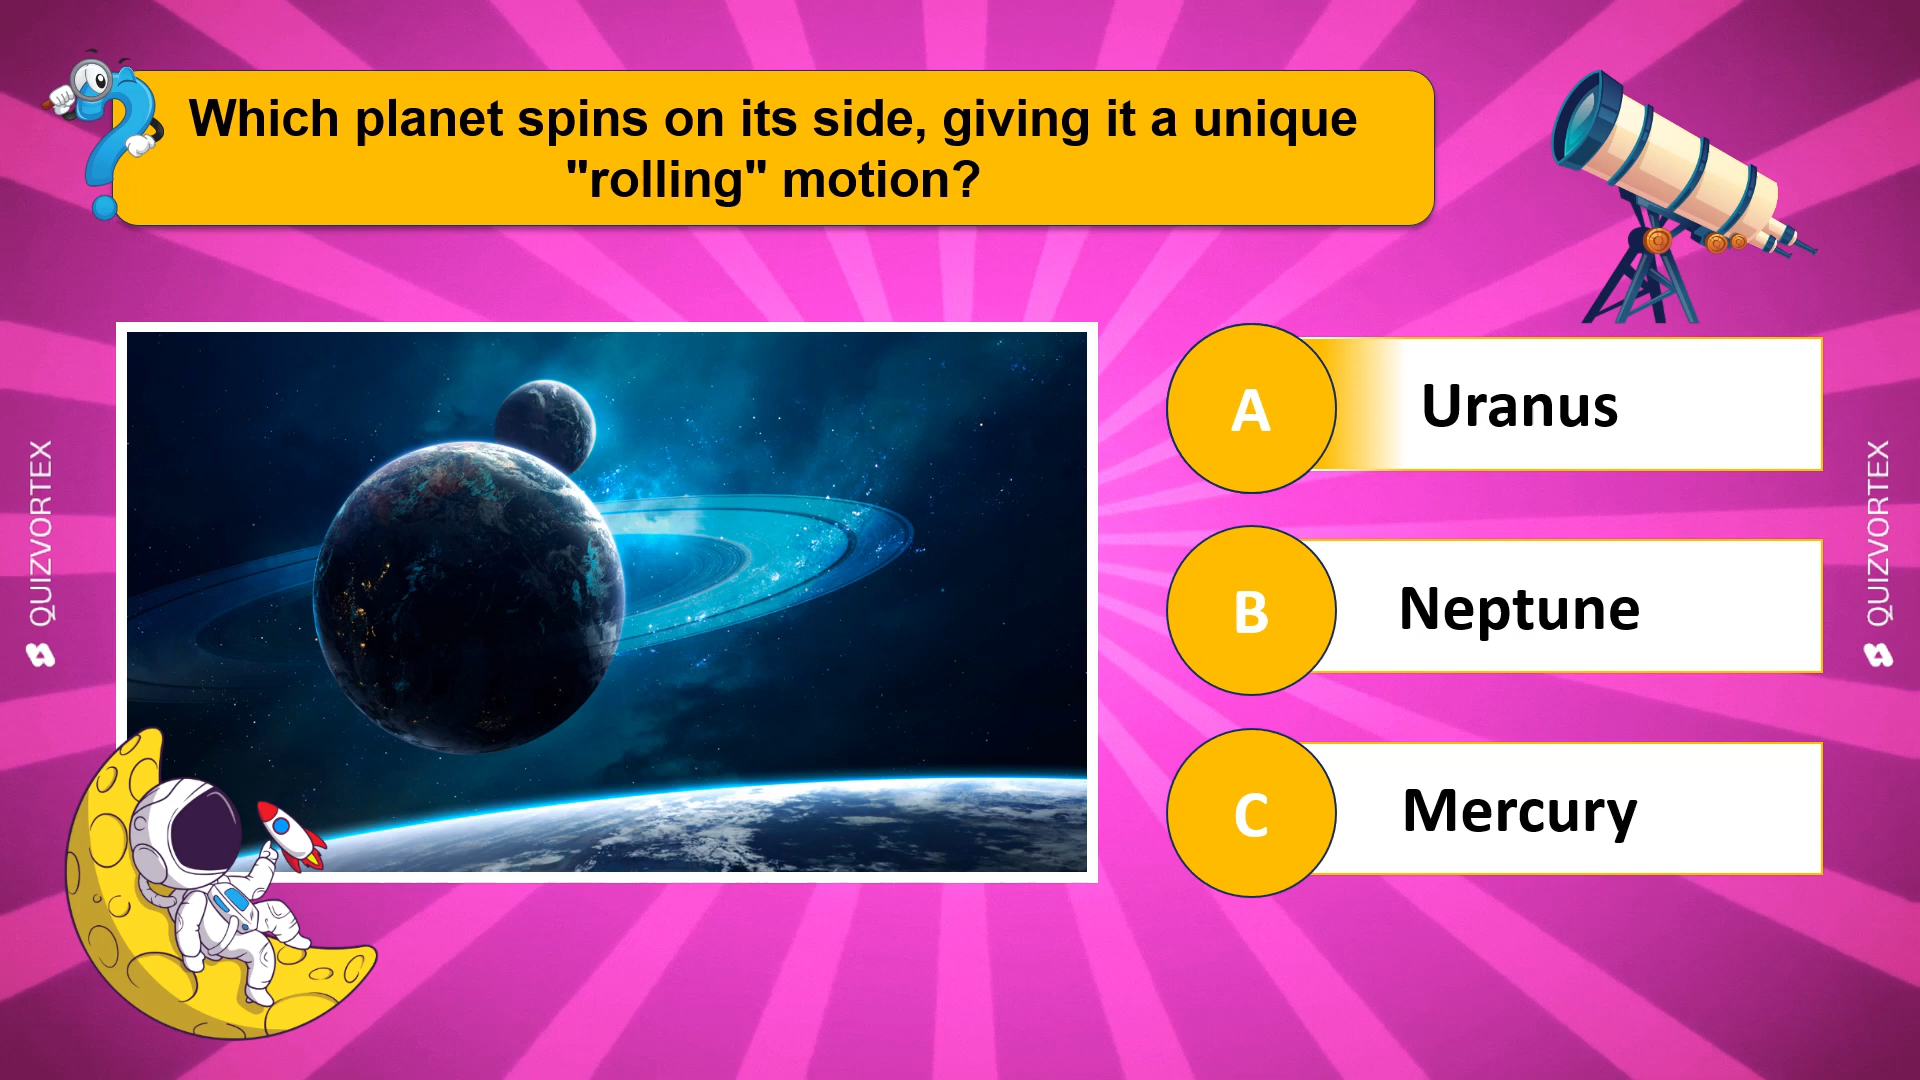 Which planet spins on its side, giving it a unique
"rolling" motion?
A
Uranus
B
Neptune
C
Mercury
QUIZVORTEX
QUIZVORTEX